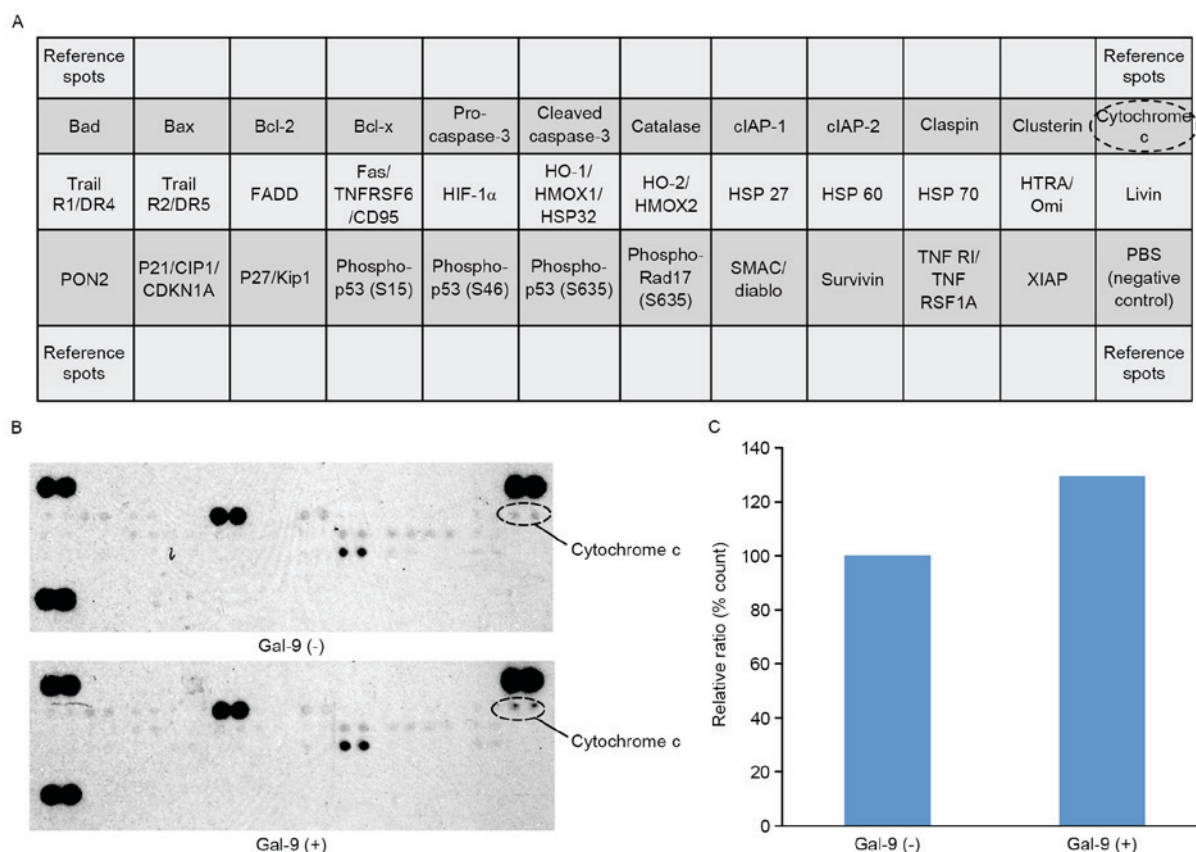 A
Reference
spots
Reference
spots
Bad
Bax
Bcl-2
Bcl-x
Pro-
caspase-3
Cleaved
caspase-3
Catalase
cIAP-1
cIAP-2
Claspin
Clusterin
Cytochrome
c
Trail
R1/DR4
Trail
R2/DR5
FADD
Fas/
TNFRSF6
/CD95
HIF-1α
HO-1/
HMOX1/
HSP32
HO-2/
HMOX2
HSP 27
HSP 60
HSP 70
HTRA/
Omi
Livin
PON2
P21/CIP1/
CDKN1A
P27/Kip1
Phospho-
p53 (S15)
Phospho-
p53 (S46)
Phospho-
p53 (S635)
Phospho-
Rad17
(S635)
SMAC/
diablo
Survivin
TNF RI/
TNF
RSF1A
XIAP
PBS
(negative
control)
Reference
spots
Reference
spots
B
Cytochrome c
Gal-9 (-)
Cytochrome c
Gal-9 (+)
C
Relative ratio (% count)
140
120
100
80
60
40
20
0
Gal-9 (-)
Gal-9 (+)